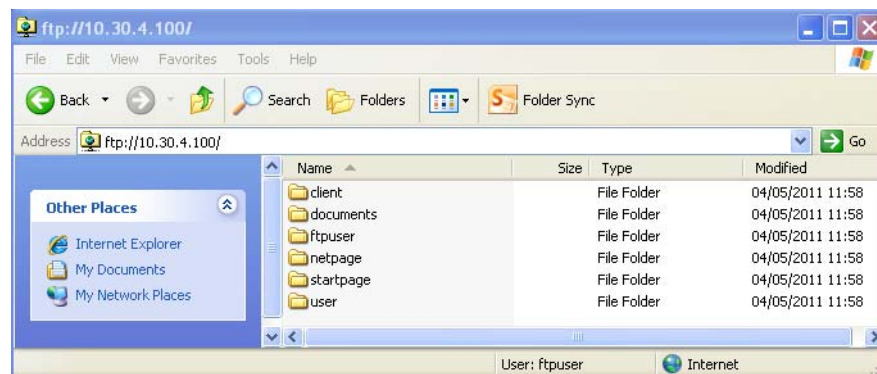 ftp://10.30.4.100/
File Edit View Favorites Tools Help
Back Search Folders Folder Sync
Address ftp://10.30.4.100/ Go
Other Places
Internet Explorer
My Documents
My Network Places
Name Size Type Modified
client File Folder 04/05/2011 11:58
documents File Folder 04/05/2011 11:58
ftpuser File Folder 04/05/2011 11:58
netpage File Folder 04/05/2011 11:58
startpage File Folder 04/05/2011 11:58
user File Folder 04/05/2011 11:58
User: ftpuser Internet